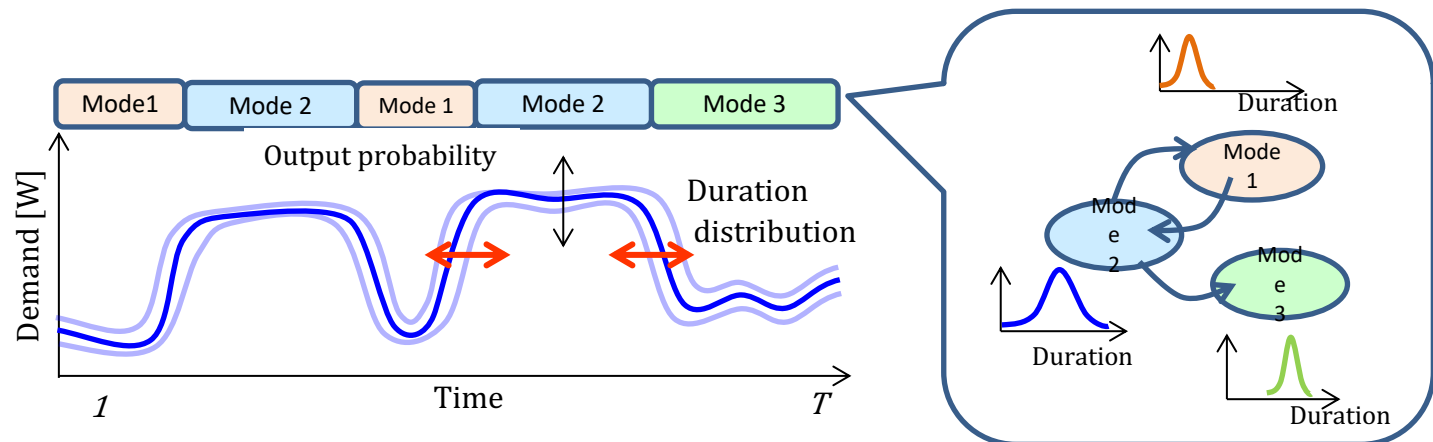 Mode1
Mode 2
Mode 1
Mode 2
Mode 3
Output probability
Duration
distribution
Demand [W]
1
Time
T
Duration
Mode
1
Mod
e
2
Mod
e
3
Duration
Duration